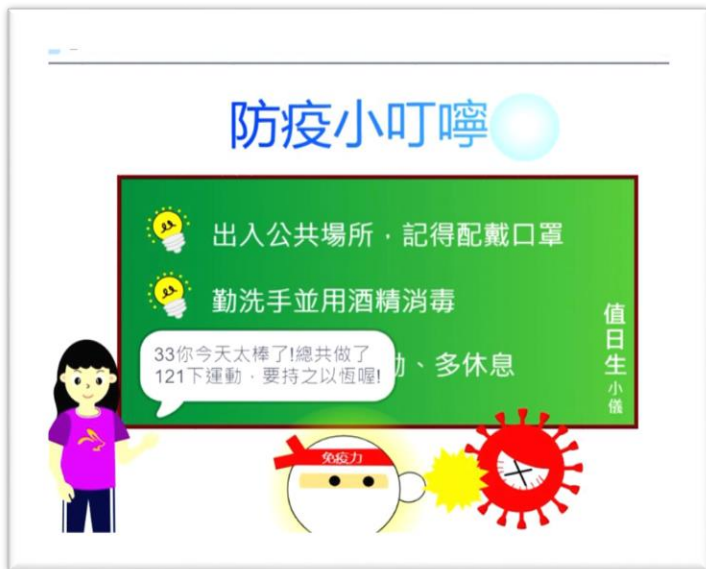 防疫小叮嚀
出入公共場所，記得配戴口罩
勤洗手並用酒精消毒
、多休息
33你今天太棒了!總共做了
121下運動，要持之以恆喔!
值日生小儀
免疫力